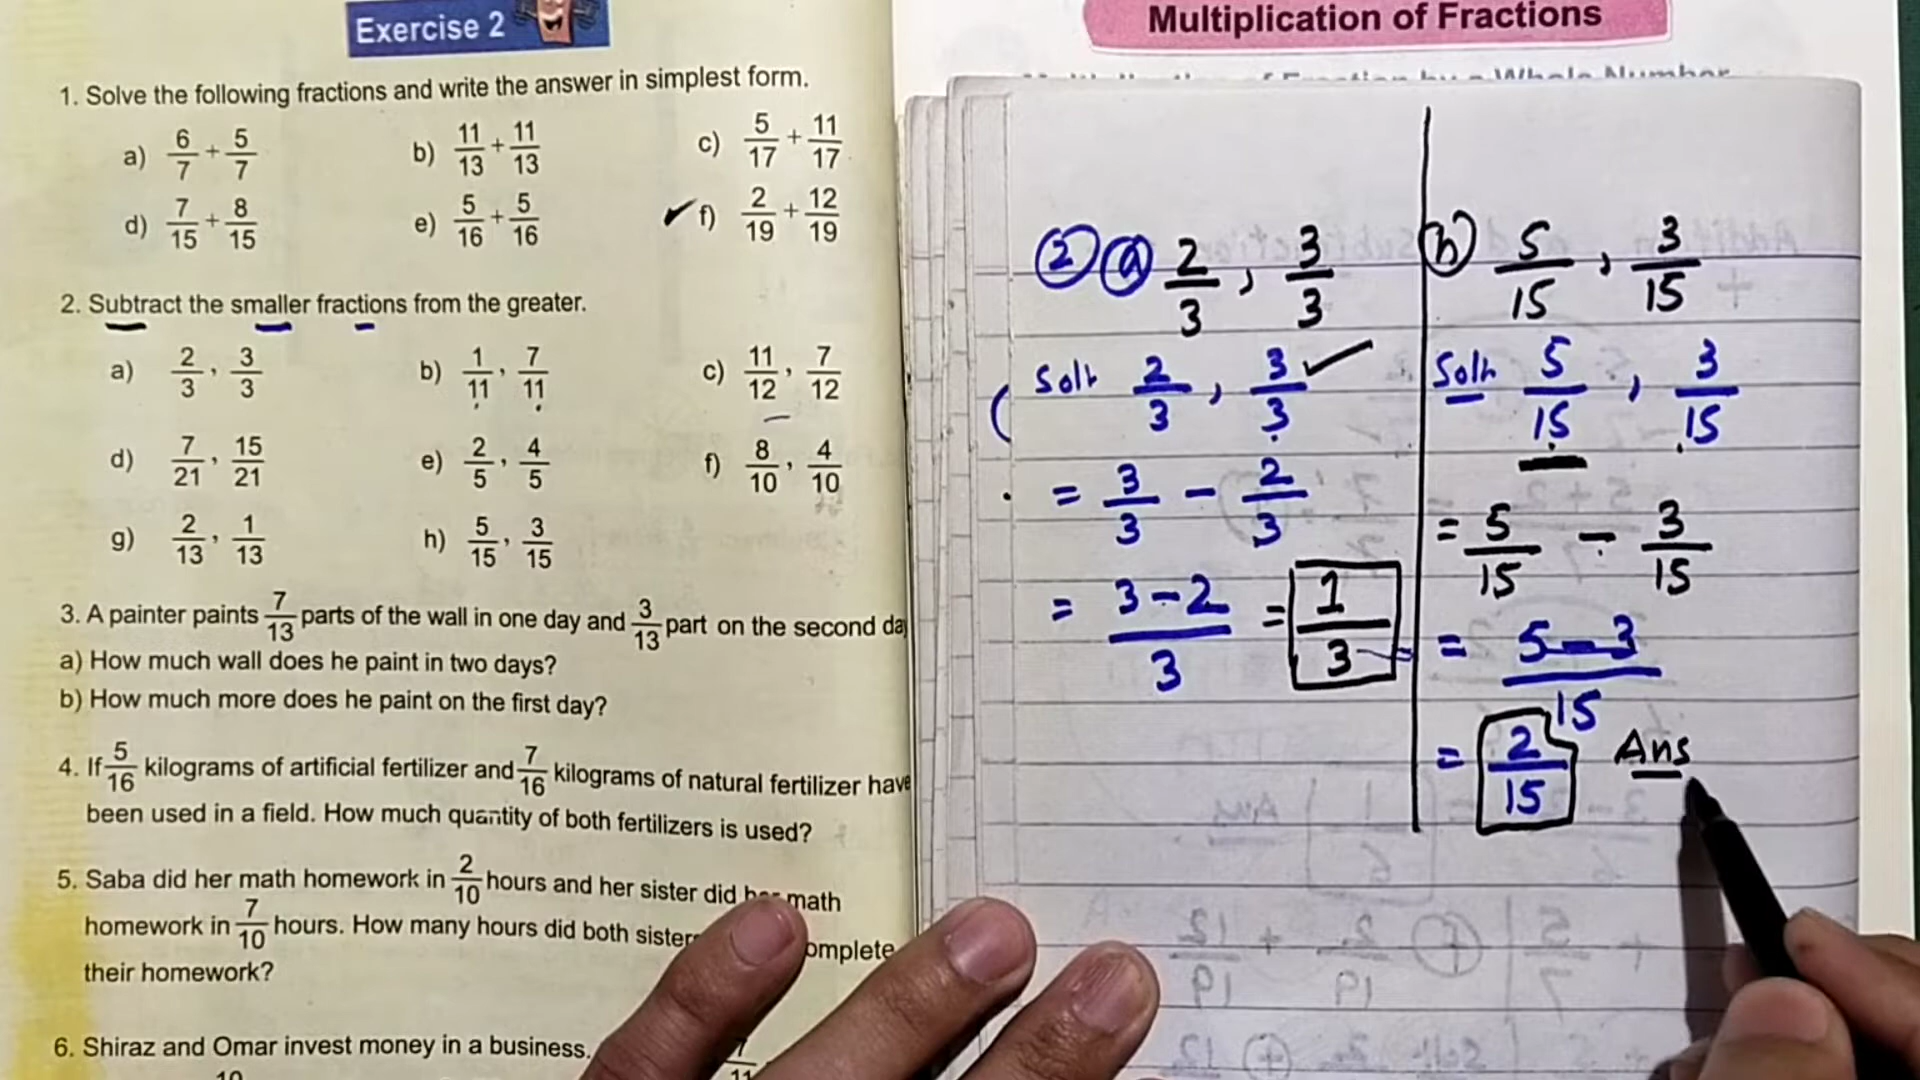 Exercise 2
1. Solve the following fractions and write the answer in simplest form.
a) 6/7 + 5/7 b) 11/13 + 11/13 c) 5/17 + 11/17
d) 7/15 + 8/15 e) 5/16 + 5/16 f) 2/19 + 12/19
2. Subtract the smaller fractions from the greater.
a) 2/3 , 3/3 b) 1/11 , 7/11 c) 11/12 , 7/12
d) 7/21 , 15/21 e) 2/5 , 4/5 f) 8/10 , 4/10
g) 2/13 , 1/13 h) 5/15 , 3/15
3. A painter paints 7/13 parts of the wall in one day and 3/13 part on the second da
a) How much wall does he paint in two days?
b) How much more does he paint on the first day?
4. If 5/16 kilograms of artificial fertilizer and 7/16 kilograms of natural fertilizer have
been used in a field. How much quantity of both fertilizers is used?
5. Saba did her math homework in 2/10 hours and her sister did her math
homework in 7/10 hours. How many hours did both sisters omplete
their homework?
6. Shiraz and Omar invest money in a business.
10
Multiplication of Fractions
2 a 2/3 , 3/3
Soln 2/3 , 3/3
= 3/3 - 2/3
= 3-2/3 = 1/3
h 5/15 , 3/15
Soln 5/15 , 3/15
= 5/15 - 3/15
= 5-3/15
= 2/15 Ans